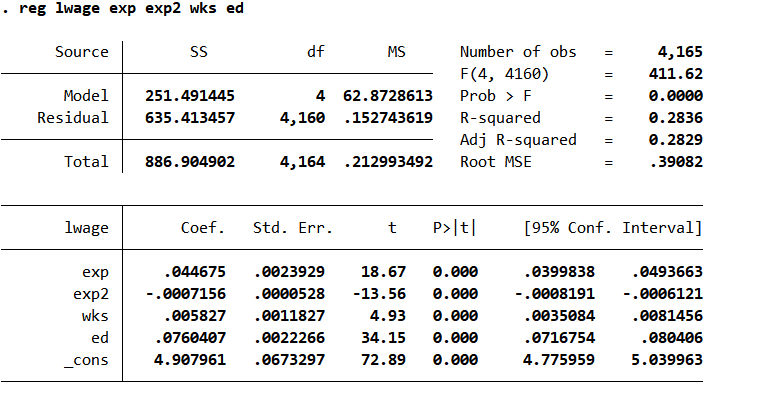 . reg lwage exp exp2 wks ed
Source SS df MS Number of obs = 4,165
F(4, 4160) = 411.62
Model 251.491445 4 62.8728613 Prob > F = 0.0000
Residual 635.413457 4,160 .152743619 R-squared = 0.2836
Adj R-squared = 0.2829
Total 886.904902 4,164 .212993492 Root MSE = .39082
lwage Coef. Std. Err. t P>|t| [95% Conf. Interval]
exp .044675 .0023929 18.67 0.000 .0399838 .0493663
exp2 -.0007156 .0000528 -13.56 0.000 -.0008191 -.0006121
wks .005827 .0011827 4.93 0.000 .0035084 .0081456
ed .0760407 .0022266 34.15 0.000 .0716754 .080406
_cons 4.907961 .0673297 72.89 0.000 4.775959 5.039963